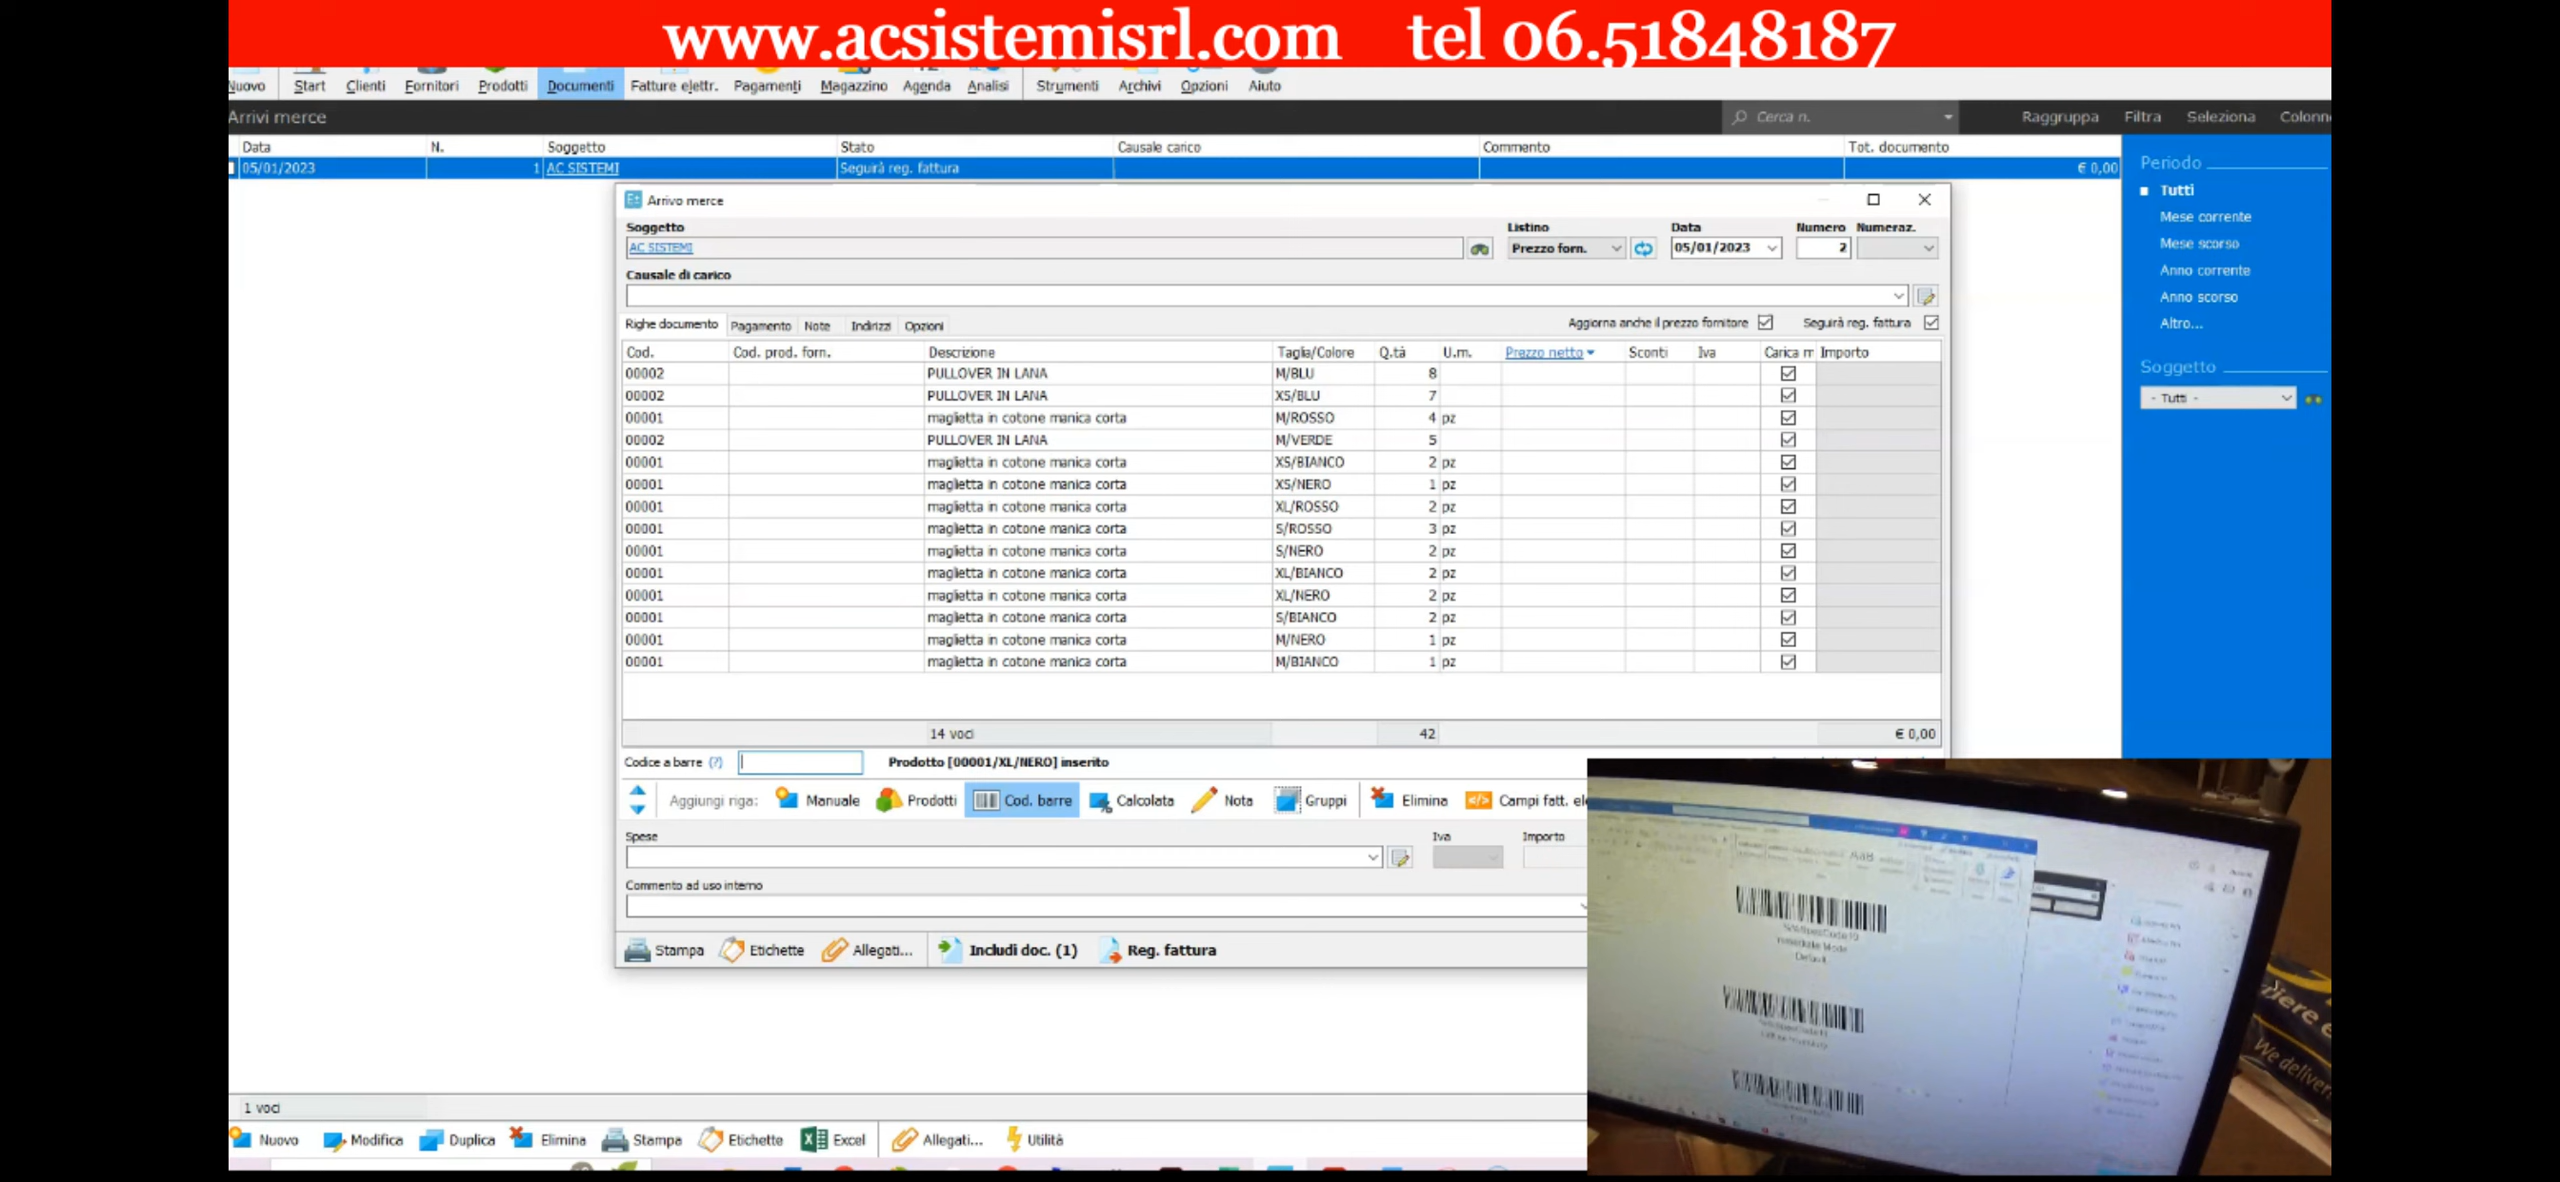 www.acsistemisrl.com tel 06.51848187
Nuovo Start Clienti Fornitori Prodotti Documenti Fatture elettr. Pagamenti Magazzino Agenda Analisi Strumenti Archivi Opzioni Aiuto
Arrivi merce Cerca n. Raggruppa Filtra Seleziona Colonn
Data N. Soggetto Stato Causale carico Commento Tot. documento
05/01/2023 1 AC SISTEMI Seguirà reg. fattura € 0,00
Periodo
Tutti
Mese corrente
Mese scorso
Anno corrente
Anno scorso
Altro...
Soggetto
- Tutti -
Arrivo merce
Soggetto Listino Data Numero Numeraz.
AC SISTEMI Prezzo forn. 05/01/2023 2
Causale di carico
Righe documento Pagamento Note Indirizzi Opzioni Aggiorna anche il prezzo fornitore Seguirà reg. fattura
Cod. Cod. prod. forn. Descrizione Taglia/Colore Q.tà U.m. Prezzo netto Sconti Iva Carica m Importo
00002 PULLOVER IN LANA M/BLU 8
00002 PULLOVER IN LANA XS/BLU 7
00001 maglietta in cotone manica corta M/ROSSO 4 pz
00002 PULLOVER IN LANA M/VERDE 5
00001 maglietta in cotone manica corta XS/BIANCO 2 pz
00001 maglietta in cotone manica corta XS/NERO 1 pz
00001 maglietta in cotone manica corta XL/ROSSO 2 pz
00001 maglietta in cotone manica corta S/ROSSO 3 pz
00001 maglietta in cotone manica corta S/NERO 2 pz
00001 maglietta in cotone manica corta XL/BIANCO 2 pz
00001 maglietta in cotone manica corta XL/NERO 2 pz
00001 maglietta in cotone manica corta S/BIANCO 2 pz
00001 maglietta in cotone manica corta M/NERO 1 pz
00001 maglietta in cotone manica corta M/BIANCO 1 pz
14 voci 42 € 0,00
Codice a barre (?) Prodotto [00001/XL/NERO] inserito
Aggiungi riga: Manuale Prodotti Cod. barre Calcolata Nota Gruppi Elimina Campi fatt. ele
Spese Iva Importo
Commento ad uso interno
Stampa Etichette Allegati... Includi doc. (1) Reg. fattura
Immediate Mode
Default
We deliver
1 voci
Nuovo Modifica Duplica Elimina Stampa Etichette Excel Allegati... Utilità